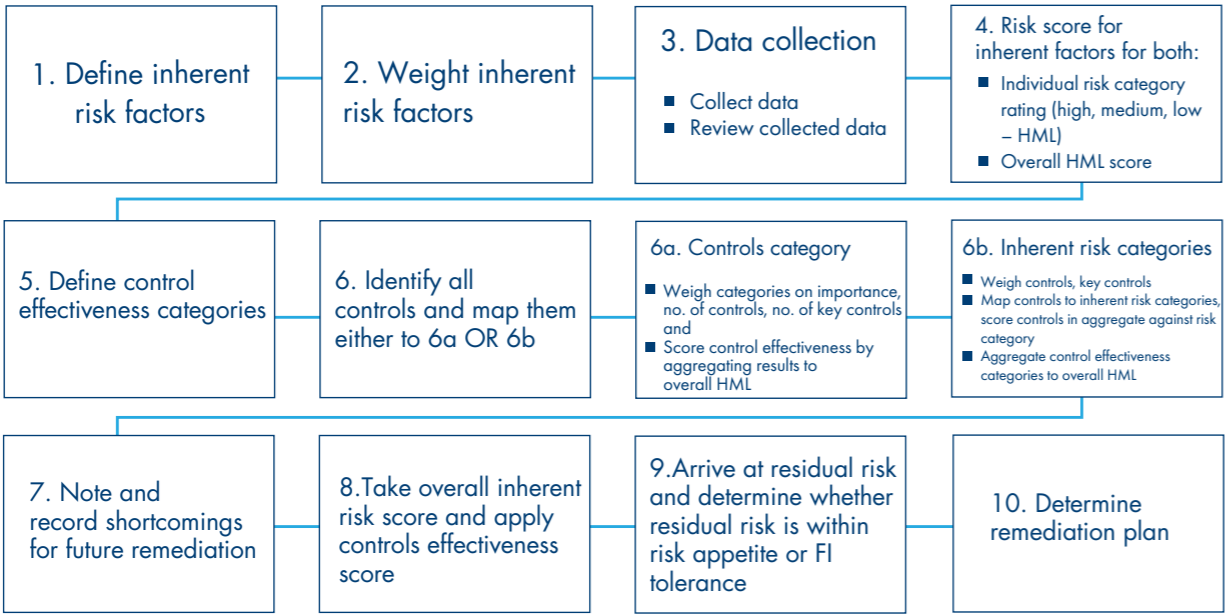 1. Define inherent
risk factors
2. Weight inherent
risk factors
3. Data collection
■ Collect data
■ Review collected data
4. Risk score for
inherent factors for both:
■ Individual risk category
rating (high, medium, low
– HML)
■ Overall HML score
5. Define control
effectiveness categories
6. Identify all
controls and map them
either to 6a OR 6b
6a. Controls category
■ Weigh categories on importance,
no. of controls, no. of key controls
and
■ Score control effectiveness by
aggregating results to
overall HML
6b. Inherent risk categories
■ Weigh controls, key controls
■ Map controls to inherent risk categories,
score controls in aggregate against risk
category
■ Aggregate control effectiveness
categories to overall HML
7. Note and
record shortcomings
for future remediation
8.Take overall inherent
risk score and apply
controls effectiveness
score
9.Arrive at residual risk
and determine whether
residual risk is within
risk appetite or FI
tolerance
10. Determine
remediation plan